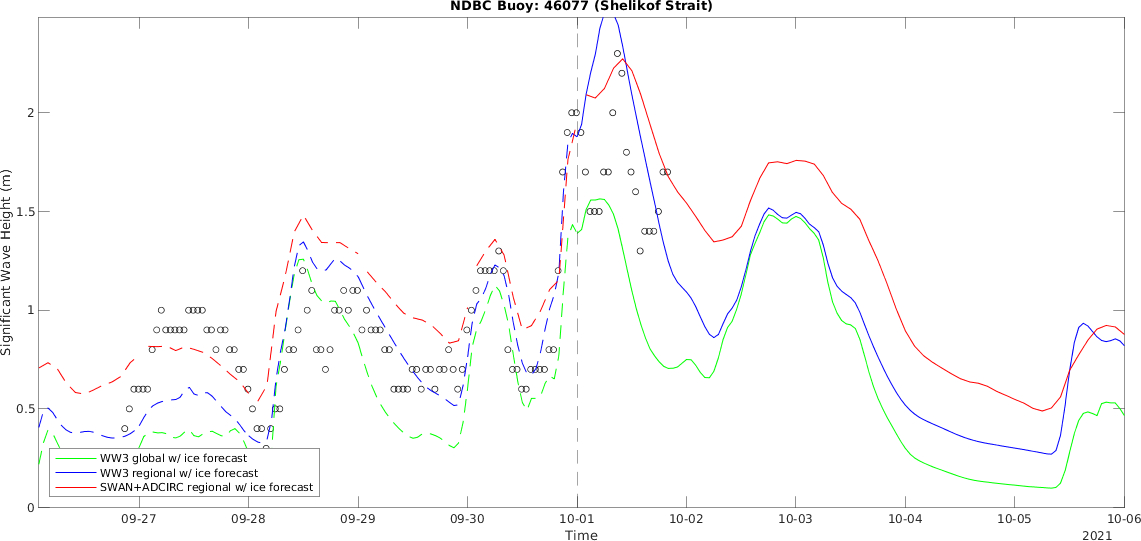 NDBC Buoy: 46077 (Shelikof Strait)
Significant Wave Height (m)
2
1.5
1
0.5
0
WW3 global w/ ice forecast
WW3 regional w/ ice forecast
SWAN+ADCIRC regional w/ ice forecast
09-27 09-28 09-29 09-30 10-01 10-02 10-03 10-04 10-05 10-06
Time
2021